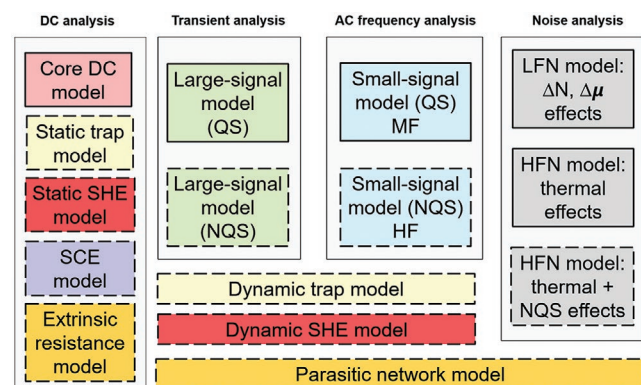 DC analysis
Core DC
model
Static trap
model
Static SHE
model
SCE
model
Extrinsic
resistance
model
Transient analysis
Large-signal
model
(QS)
Large-signal
model
(NQS)
AC frequency analysis
Small-signal
model (QS)
MF
Small-signal
model (NQS)
HF
Noise analysis
LFN model:
ΔN, Δμ
effects
HFN model:
thermal
effects
HFN model:
thermal +
NQS effects
Dynamic trap model
Dynamic SHE model
Parasitic network model